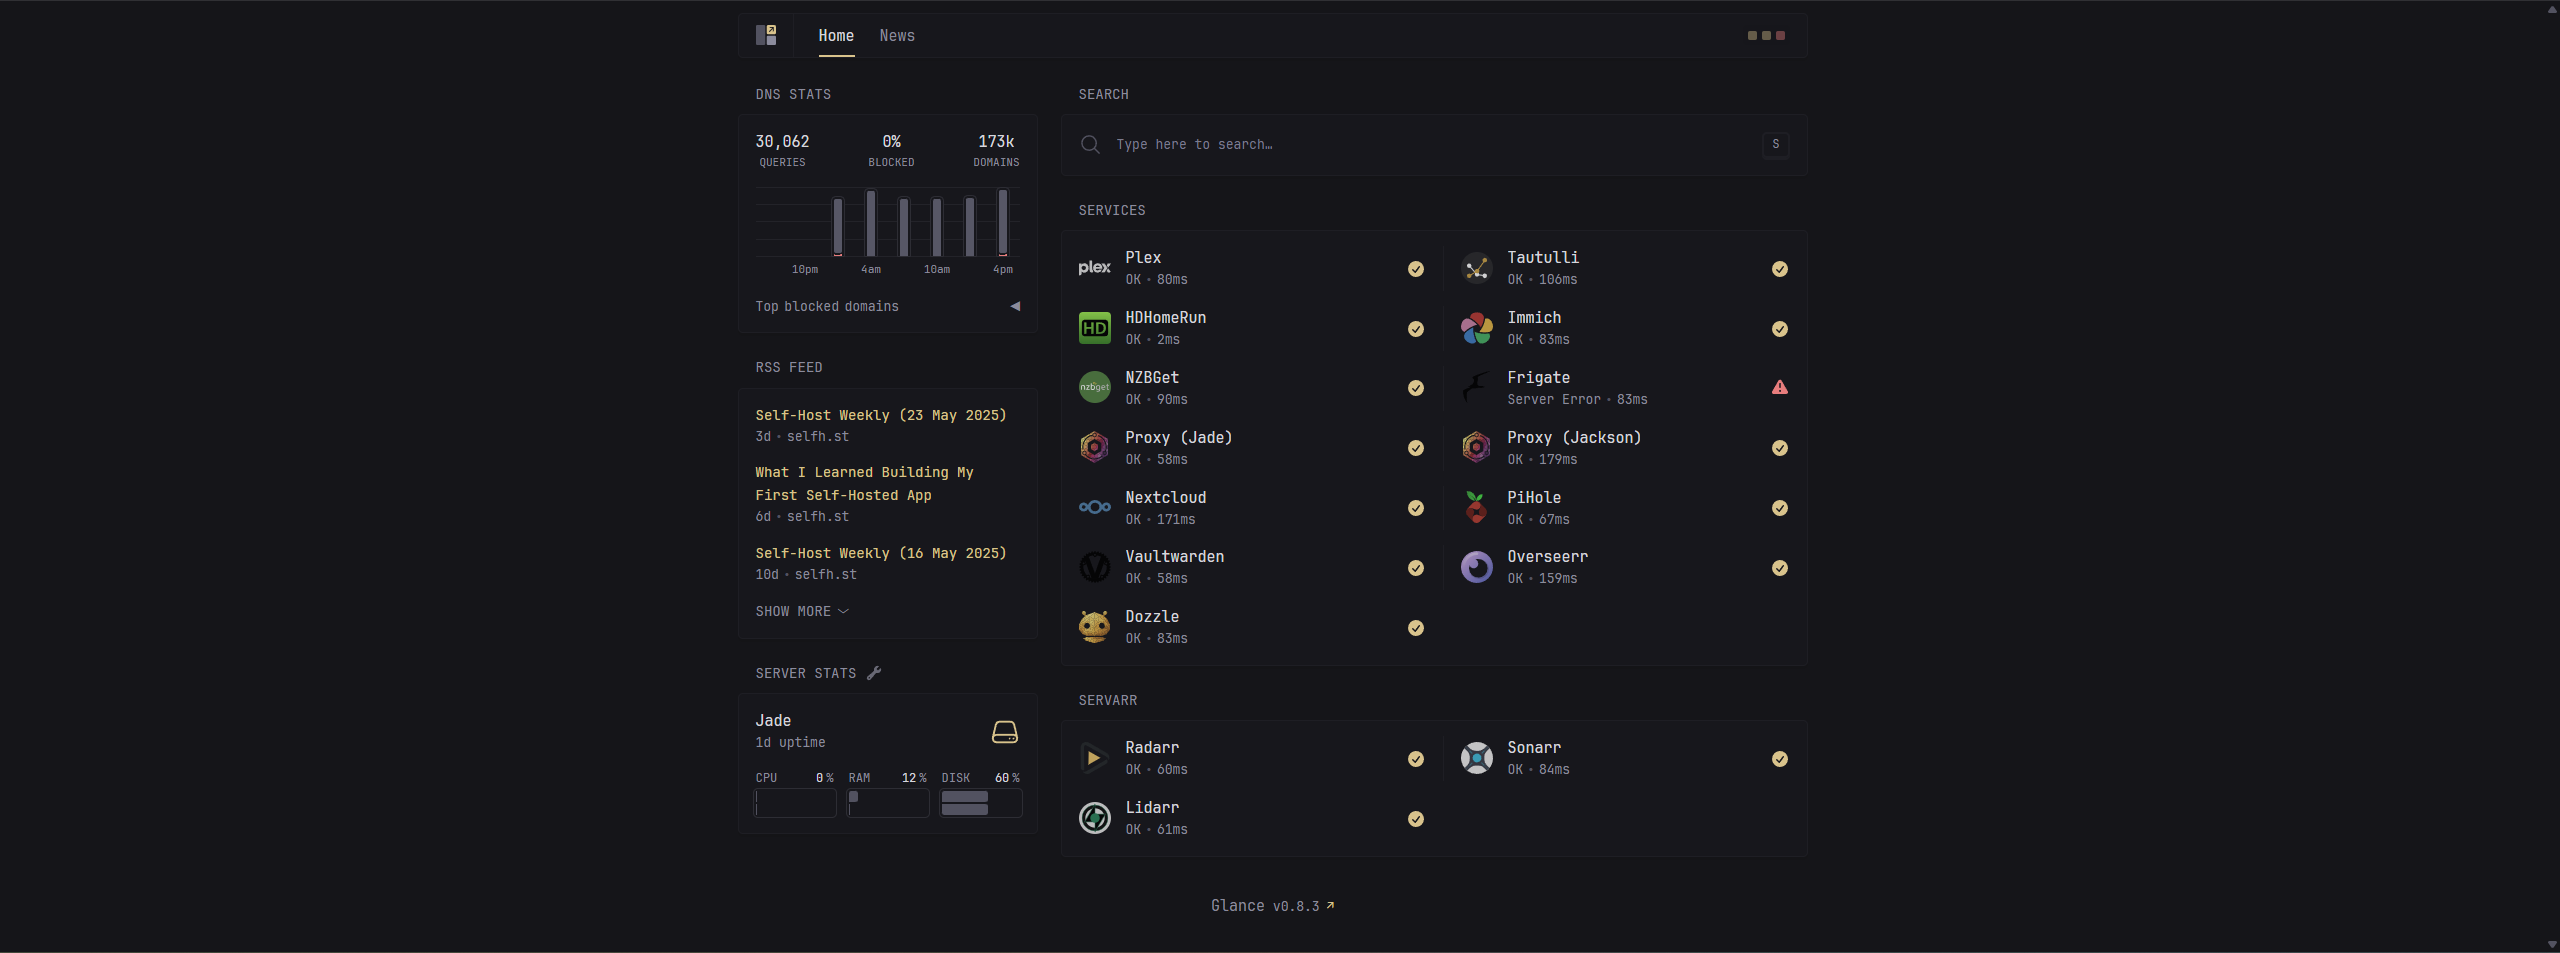 Home
News
DNS STATS
30,062
QUERIES
0%
BLOCKED
173k
DOMAINS
10pm
4am
10am
4pm
Top blocked domains
RSS FEED
Self-Host Weekly (23 May 2025)
3d • selfh.st
What I Learned Building My
First Self-Hosted App
6d • selfh.st
Self-Host Weekly (16 May 2025)
10d • selfh.st
SHOW MORE
SERVER STATS
Jade
1d uptime
CPU 0 %
RAM 12 %
DISK 60 %
SEARCH
Type here to search…
S
SERVICES
plex
Plex
OK • 80ms
Tautulli
OK • 106ms
HD
HDHomeRun
OK • 2ms
Immich
OK • 83ms
nzbget
NZBGet
OK • 90ms
Frigate
Server Error • 83ms
Proxy (Jade)
OK • 58ms
Proxy (Jackson)
OK • 179ms
Nextcloud
OK • 171ms
PiHole
OK • 67ms
Vaultwarden
OK • 58ms
Overseerr
OK • 159ms
Dozzle
OK • 83ms
SERVARR
Radarr
OK • 60ms
Sonarr
OK • 84ms
Lidarr
OK • 61ms
Glance v0.8.3